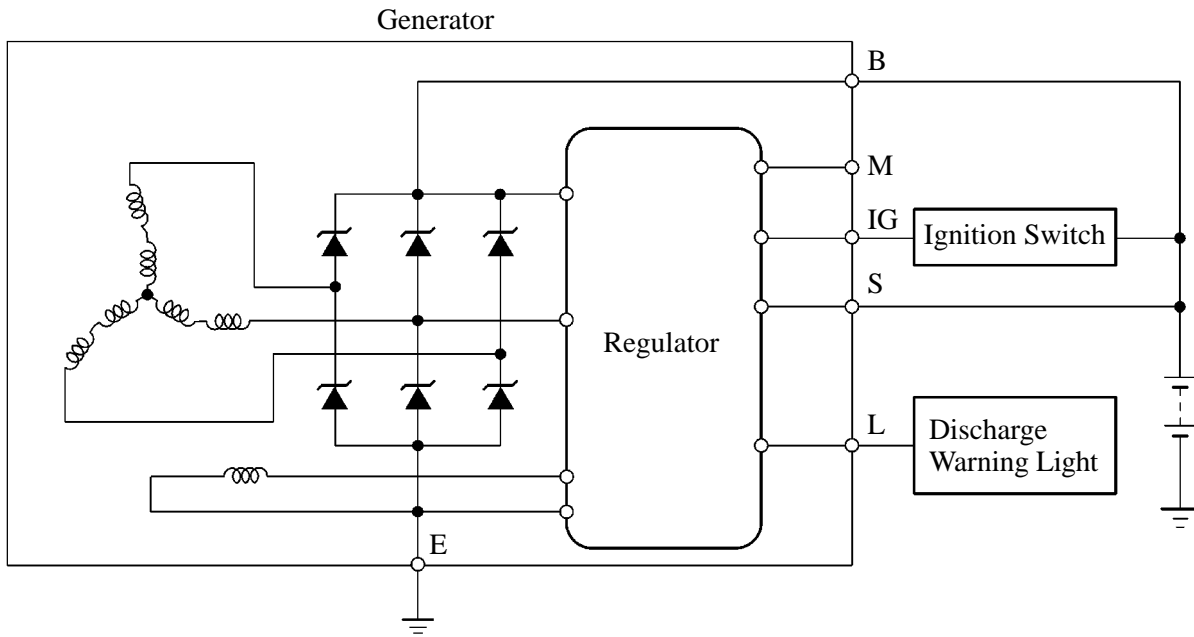 Generator
B
M
IG
Ignition Switch
S
Regulator
L
Discharge
Warning Light
E